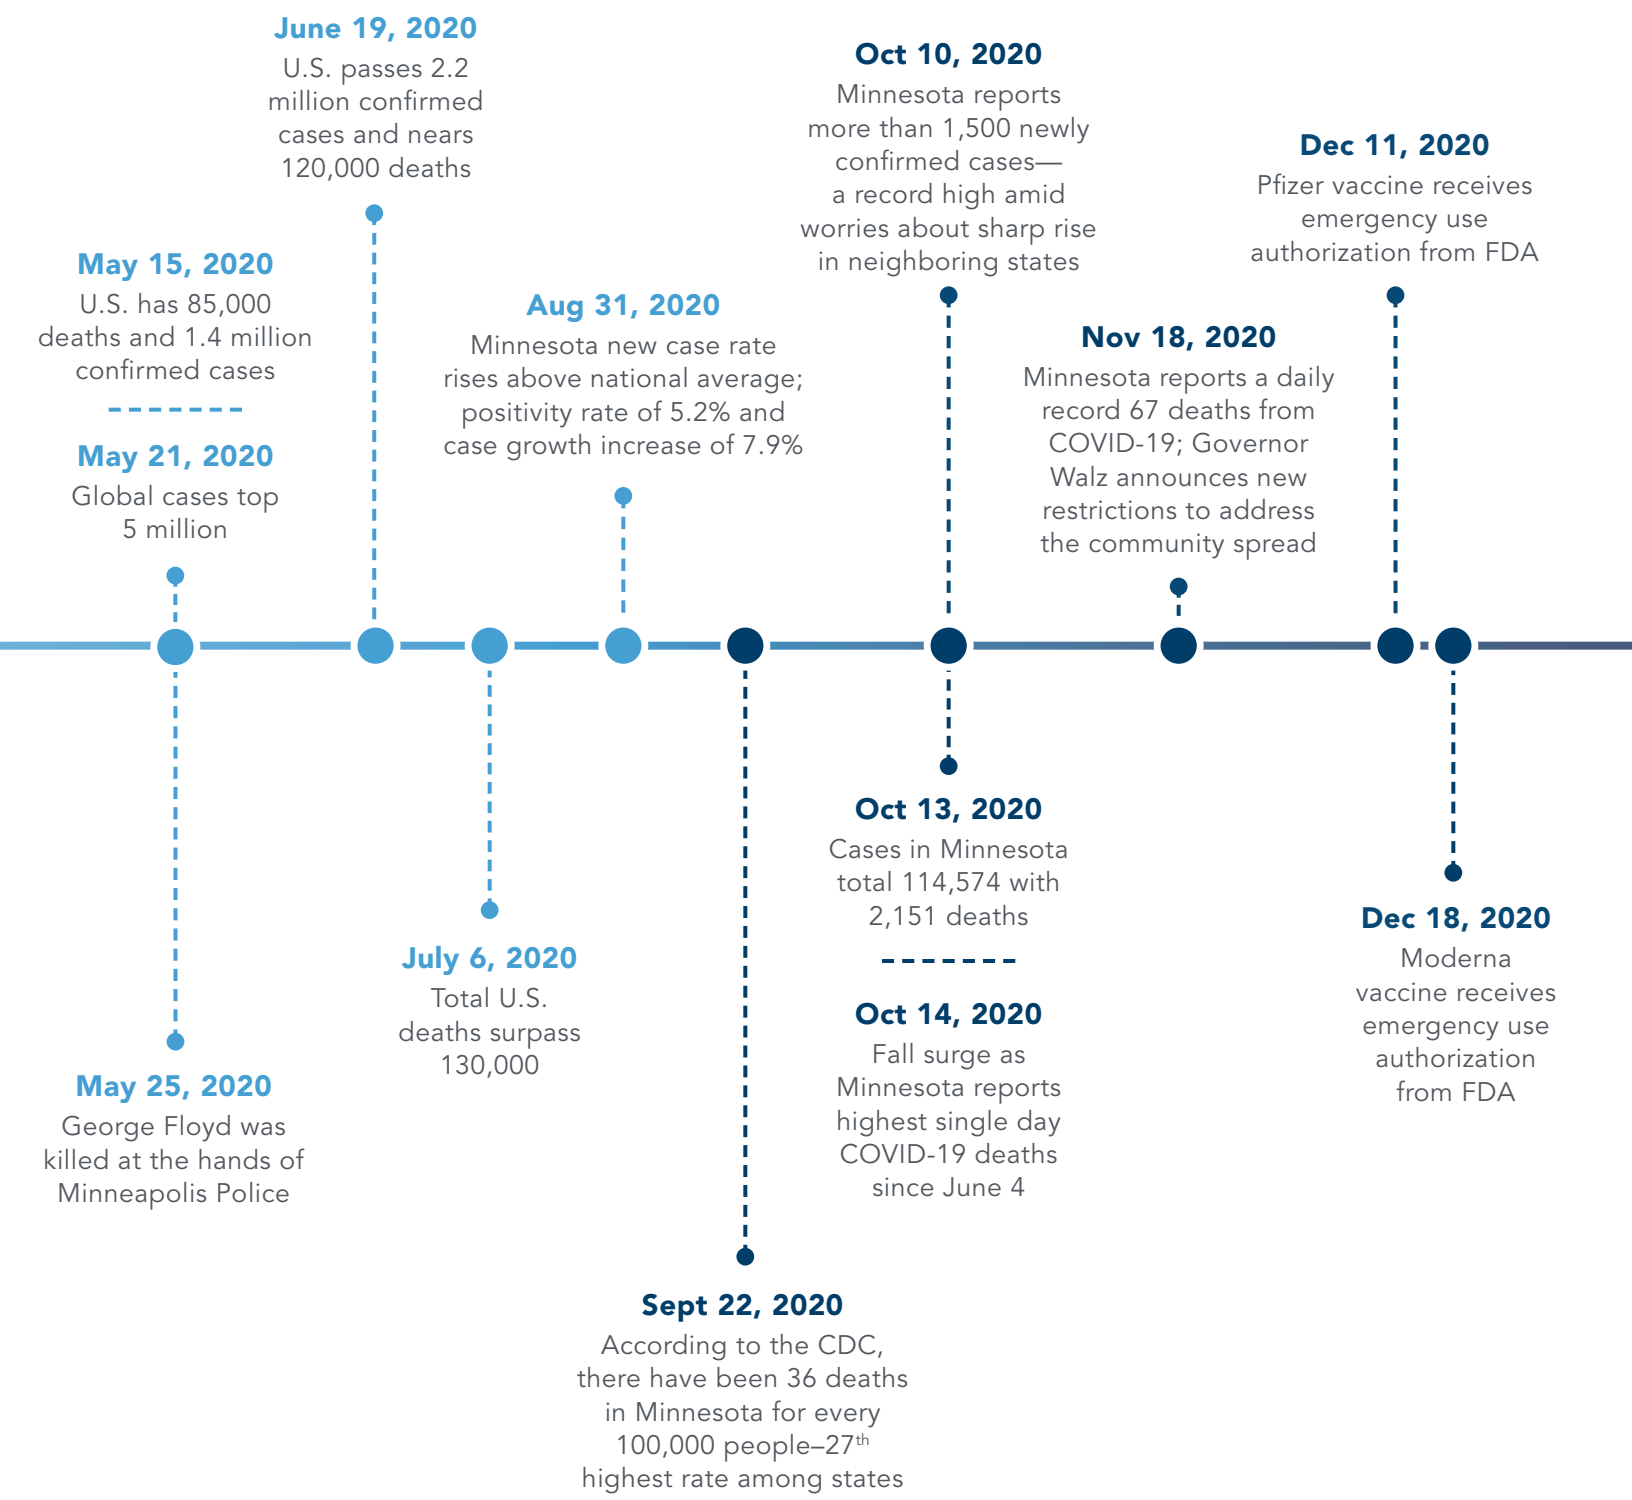 June 19, 2020
U.S. passes 2.2
million confirmed
cases and nears
120,000 deaths
Oct 10, 2020
Minnesota reports
more than 1,500 newly
confirmed cases—
a record high amid
worries about sharp rise
in neighboring states
Dec 11, 2020
Pfizer vaccine receives
emergency use
authorization from FDA
May 15, 2020
U.S. has 85,000
deaths and 1.4 million
confirmed cases
May 21, 2020
Global cases top
5 million
Aug 31, 2020
Minnesota new case rate
rises above national average;
positivity rate of 5.2% and
case growth increase of 7.9%
Nov 18, 2020
Minnesota reports a daily
record 67 deaths from
COVID-19; Governor
Walz announces new
restrictions to address
the community spread
May 25, 2020
George Floyd was
killed at the hands of
Minneapolis Police
July 6, 2020
Total U.S.
deaths surpass
130,000
Sept 22, 2020
According to the CDC,
there have been 36 deaths
in Minnesota for every
100,000 people–27th
highest rate among states
Oct 13, 2020
Cases in Minnesota
total 114,574 with
2,151 deaths
Oct 14, 2020
Fall surge as
Minnesota reports
highest single day
COVID-19 deaths
since June 4
Dec 18, 2020
Moderna
vaccine receives
emergency use
authorization
from FDA